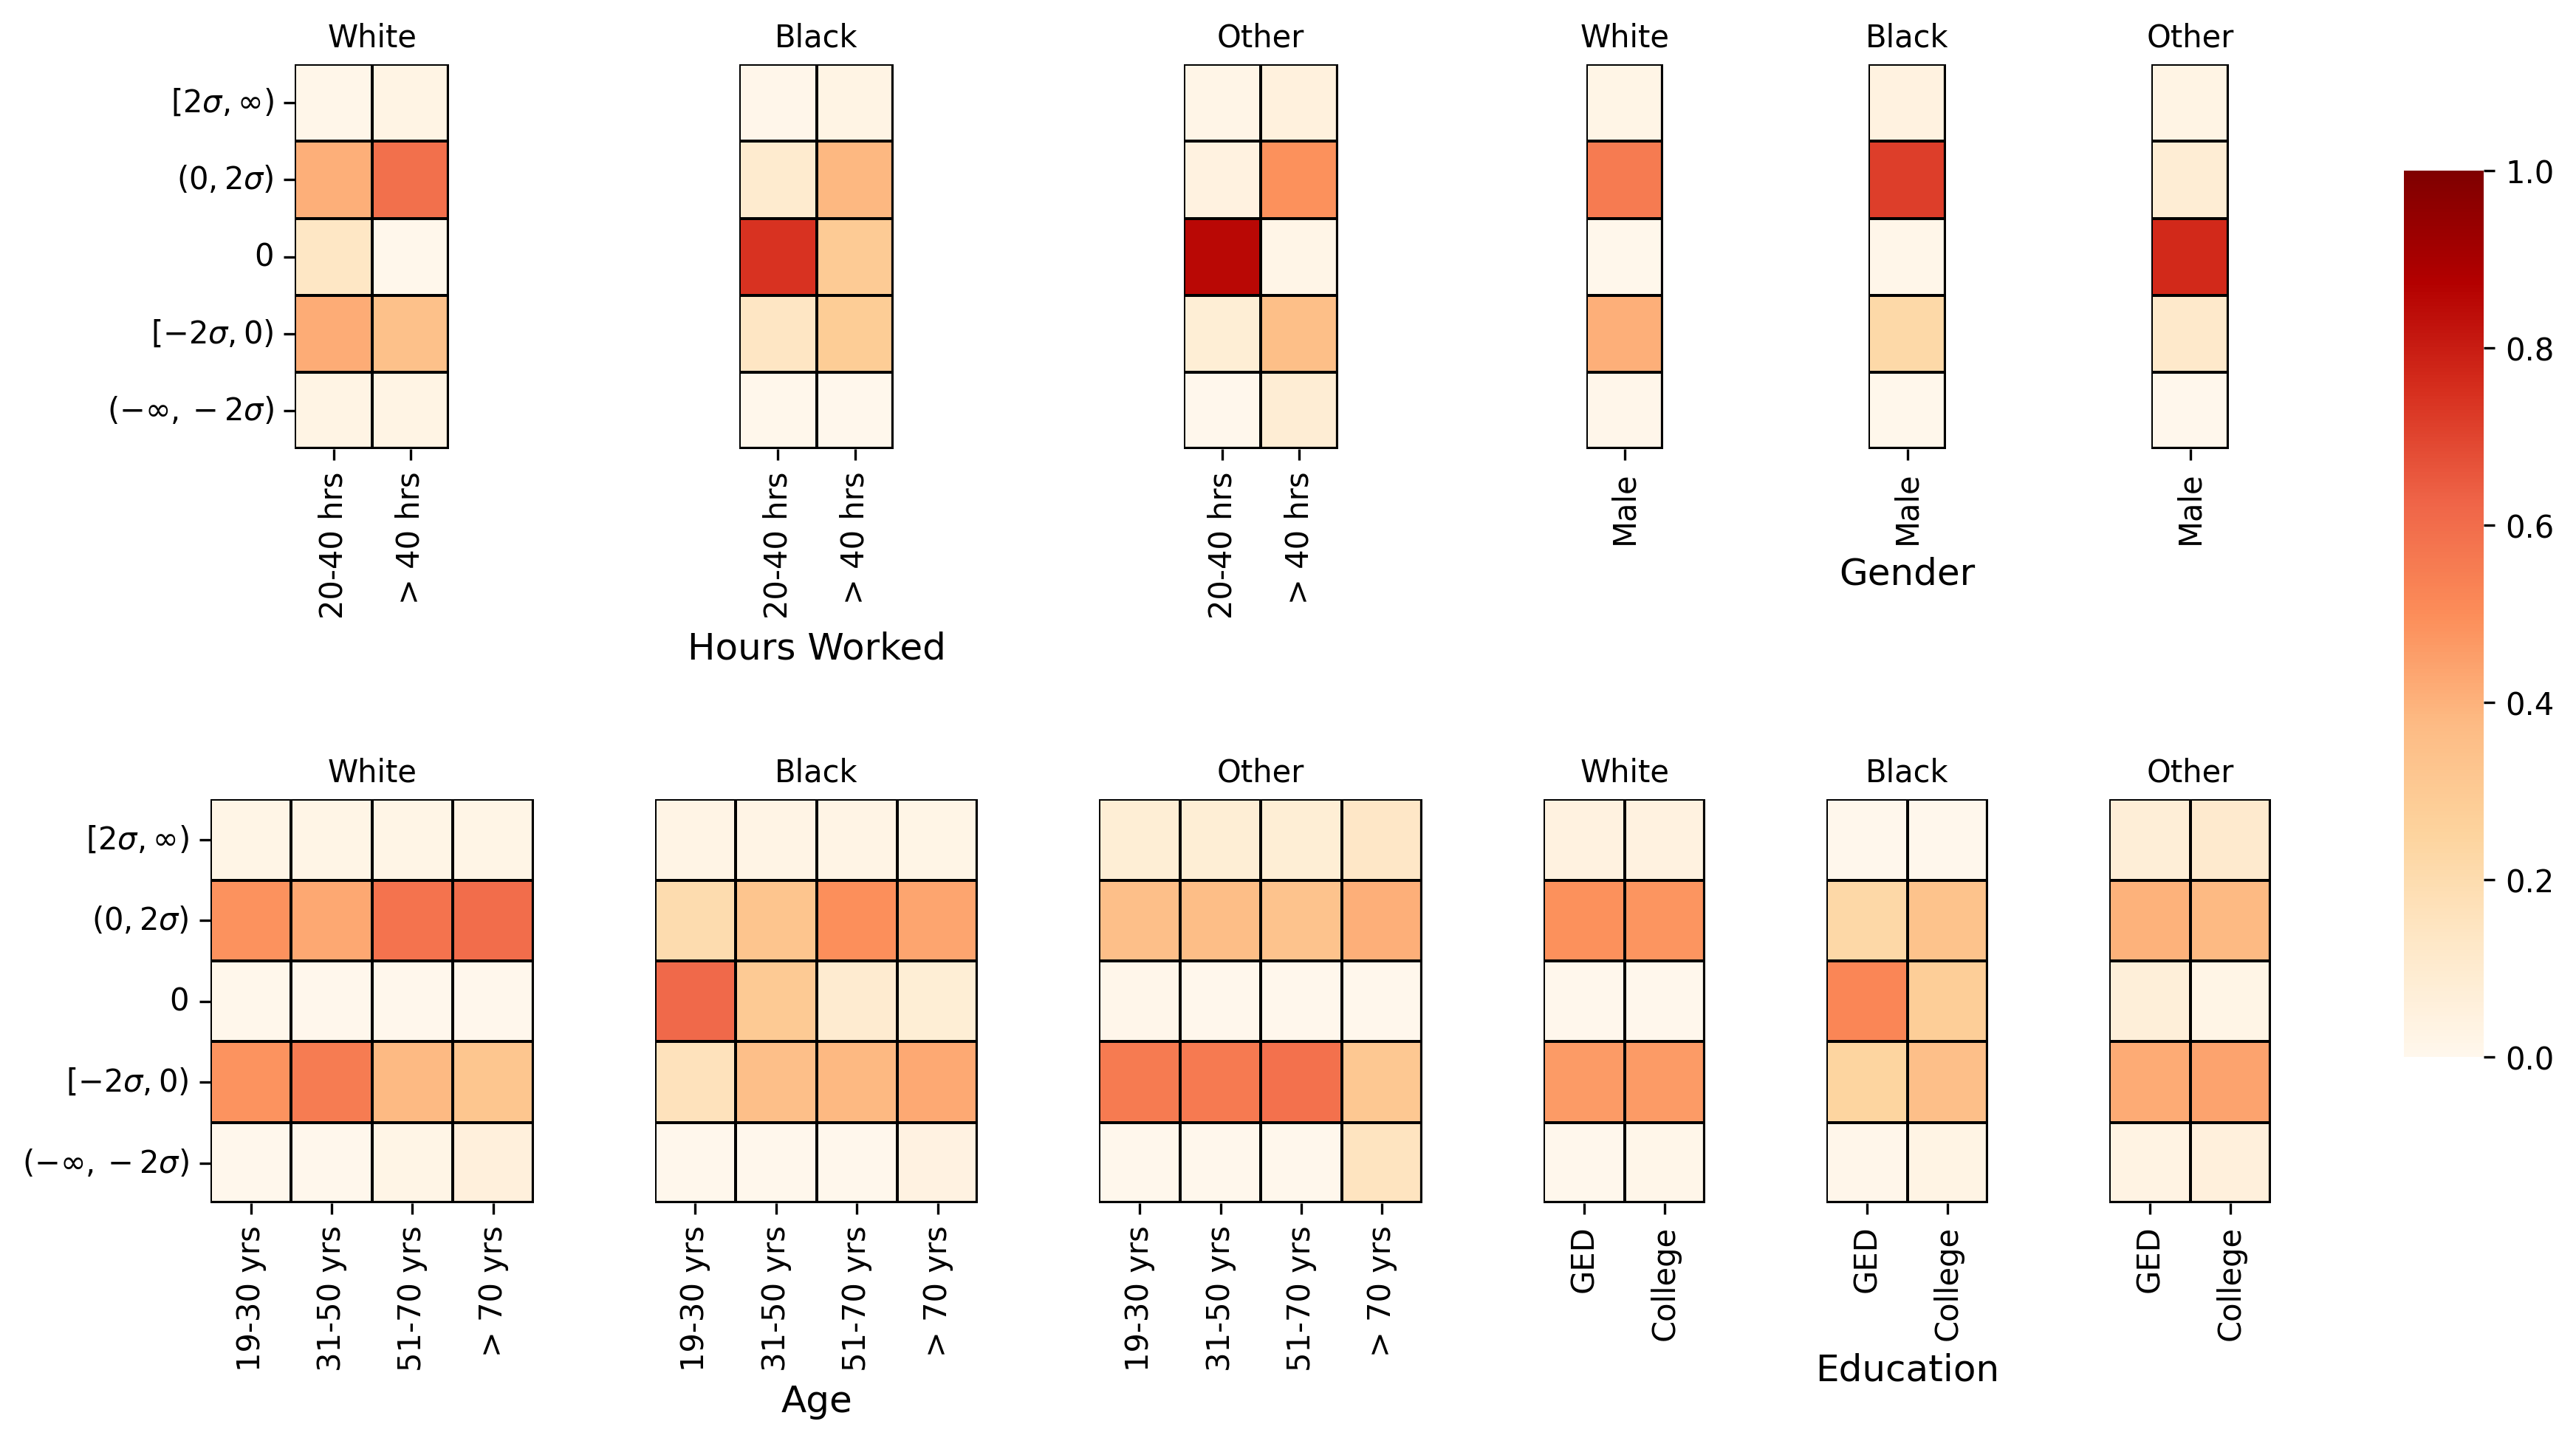 White Black Other White Black Other
[2σ, ∞)
(0, 2σ)
0
[−2σ, 0)
(−∞, −2σ)
20-40 hrs
> 40 hrs
20-40 hrs
> 40 hrs
20-40 hrs
> 40 hrs
Hours Worked
Male
Male
Male
Gender
White Black Other White Black Other
[2σ, ∞)
(0, 2σ)
0
[−2σ, 0)
(−∞, −2σ)
19-30 yrs
31-50 yrs
51-70 yrs
> 70 yrs
19-30 yrs
31-50 yrs
51-70 yrs
> 70 yrs
19-30 yrs
31-50 yrs
51-70 yrs
> 70 yrs
Age
GED
College
GED
College
GED
College
Education
1.0
0.8
0.6
0.4
0.2
0.0